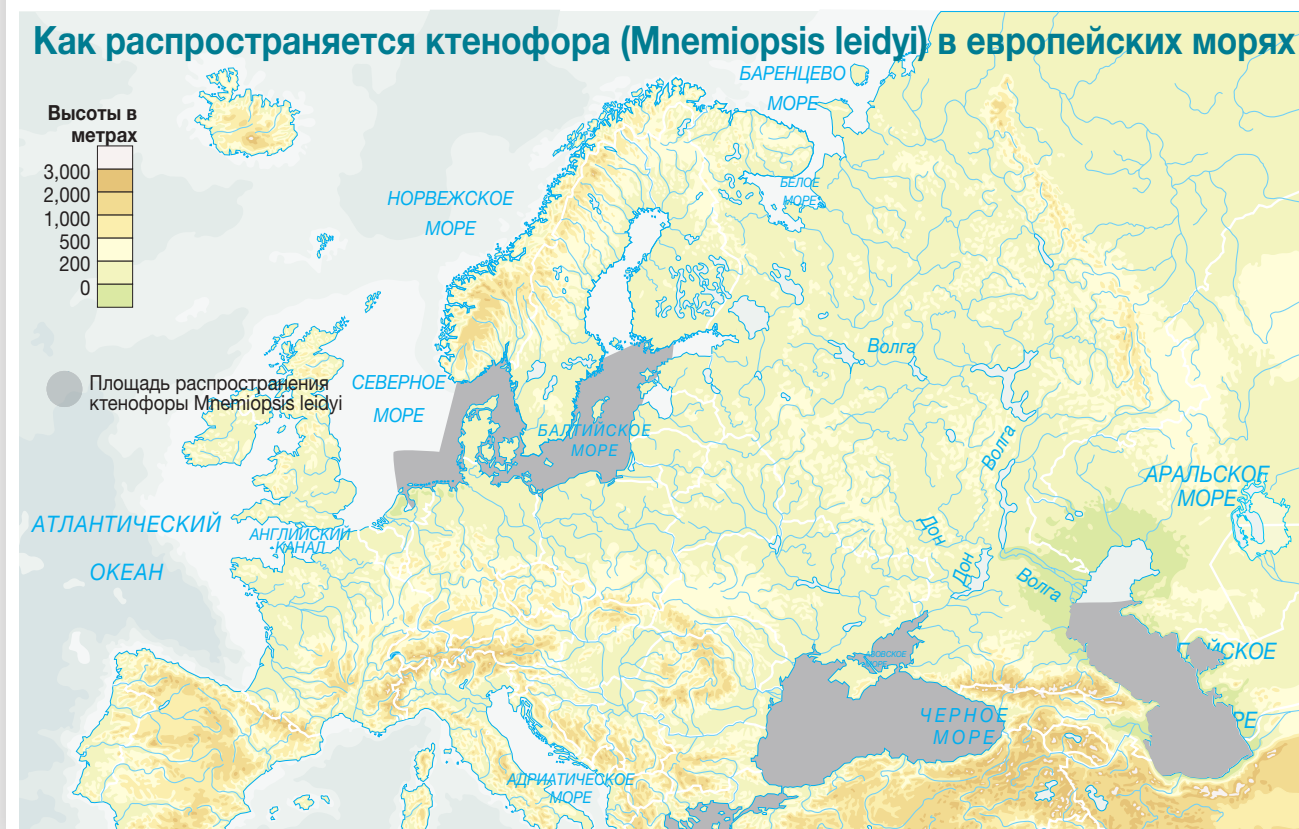 Как распространяется ктенофора (Mnemiopsis leidyi) в европейских морях
БАРЕНЦЕВО
МОРЕ
Высоты в
метрах
3,000
2,000
1,000
500
200
0
БЕЛОЕ
МОРЕ
НОРВЕЖСКОЕ
МОРЕ
Волга
Площадь распространения
ктенофоры Mnemiopsis leidyi
СЕВЕРНОЕ
МОРЕ
БАЛТИЙСКОЕ
МОРЕ
Волга
АРАЛЬСКОЕ
МОРЕ
АТЛАНТИЧЕСКИЙ
ОКЕАН
АНГЛИЙСКИЙ
КАНАЛ
Дон
Дон
Волга
АЗОВСКОЕ
МОРЕ
ЧЕРНОЕ
МОРЕ
АДРИАТИЧЕСКОЕ
МОРЕ